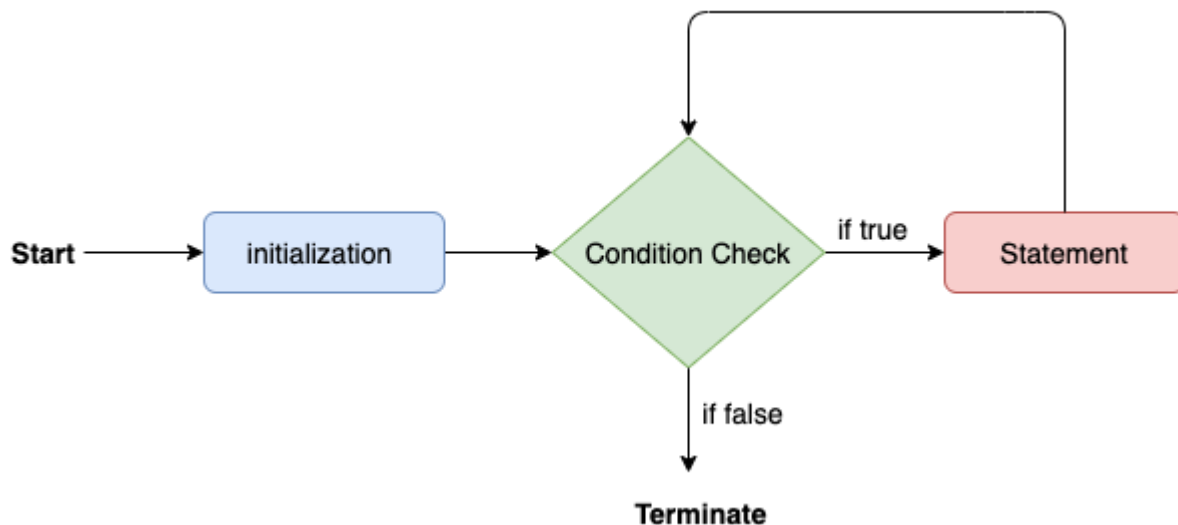 Start
initialization
Condition Check
if true
Statement
if false
Terminate